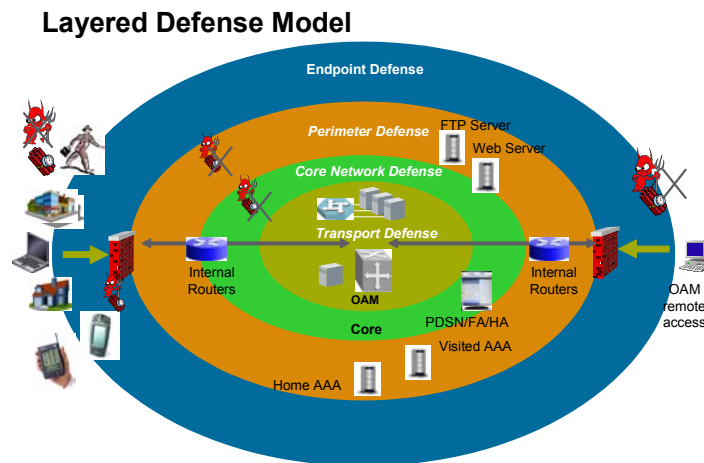 Layered Defense Model
Endpoint Defense
Perimeter Defense
FTP Server
Web Server
Core Network Defense
Transport Defense
Internal
Routers
Internal
Routers
OAM
OAM
remote
access
PDSN/FA/HA
Core
Visited AAA
Home AAA